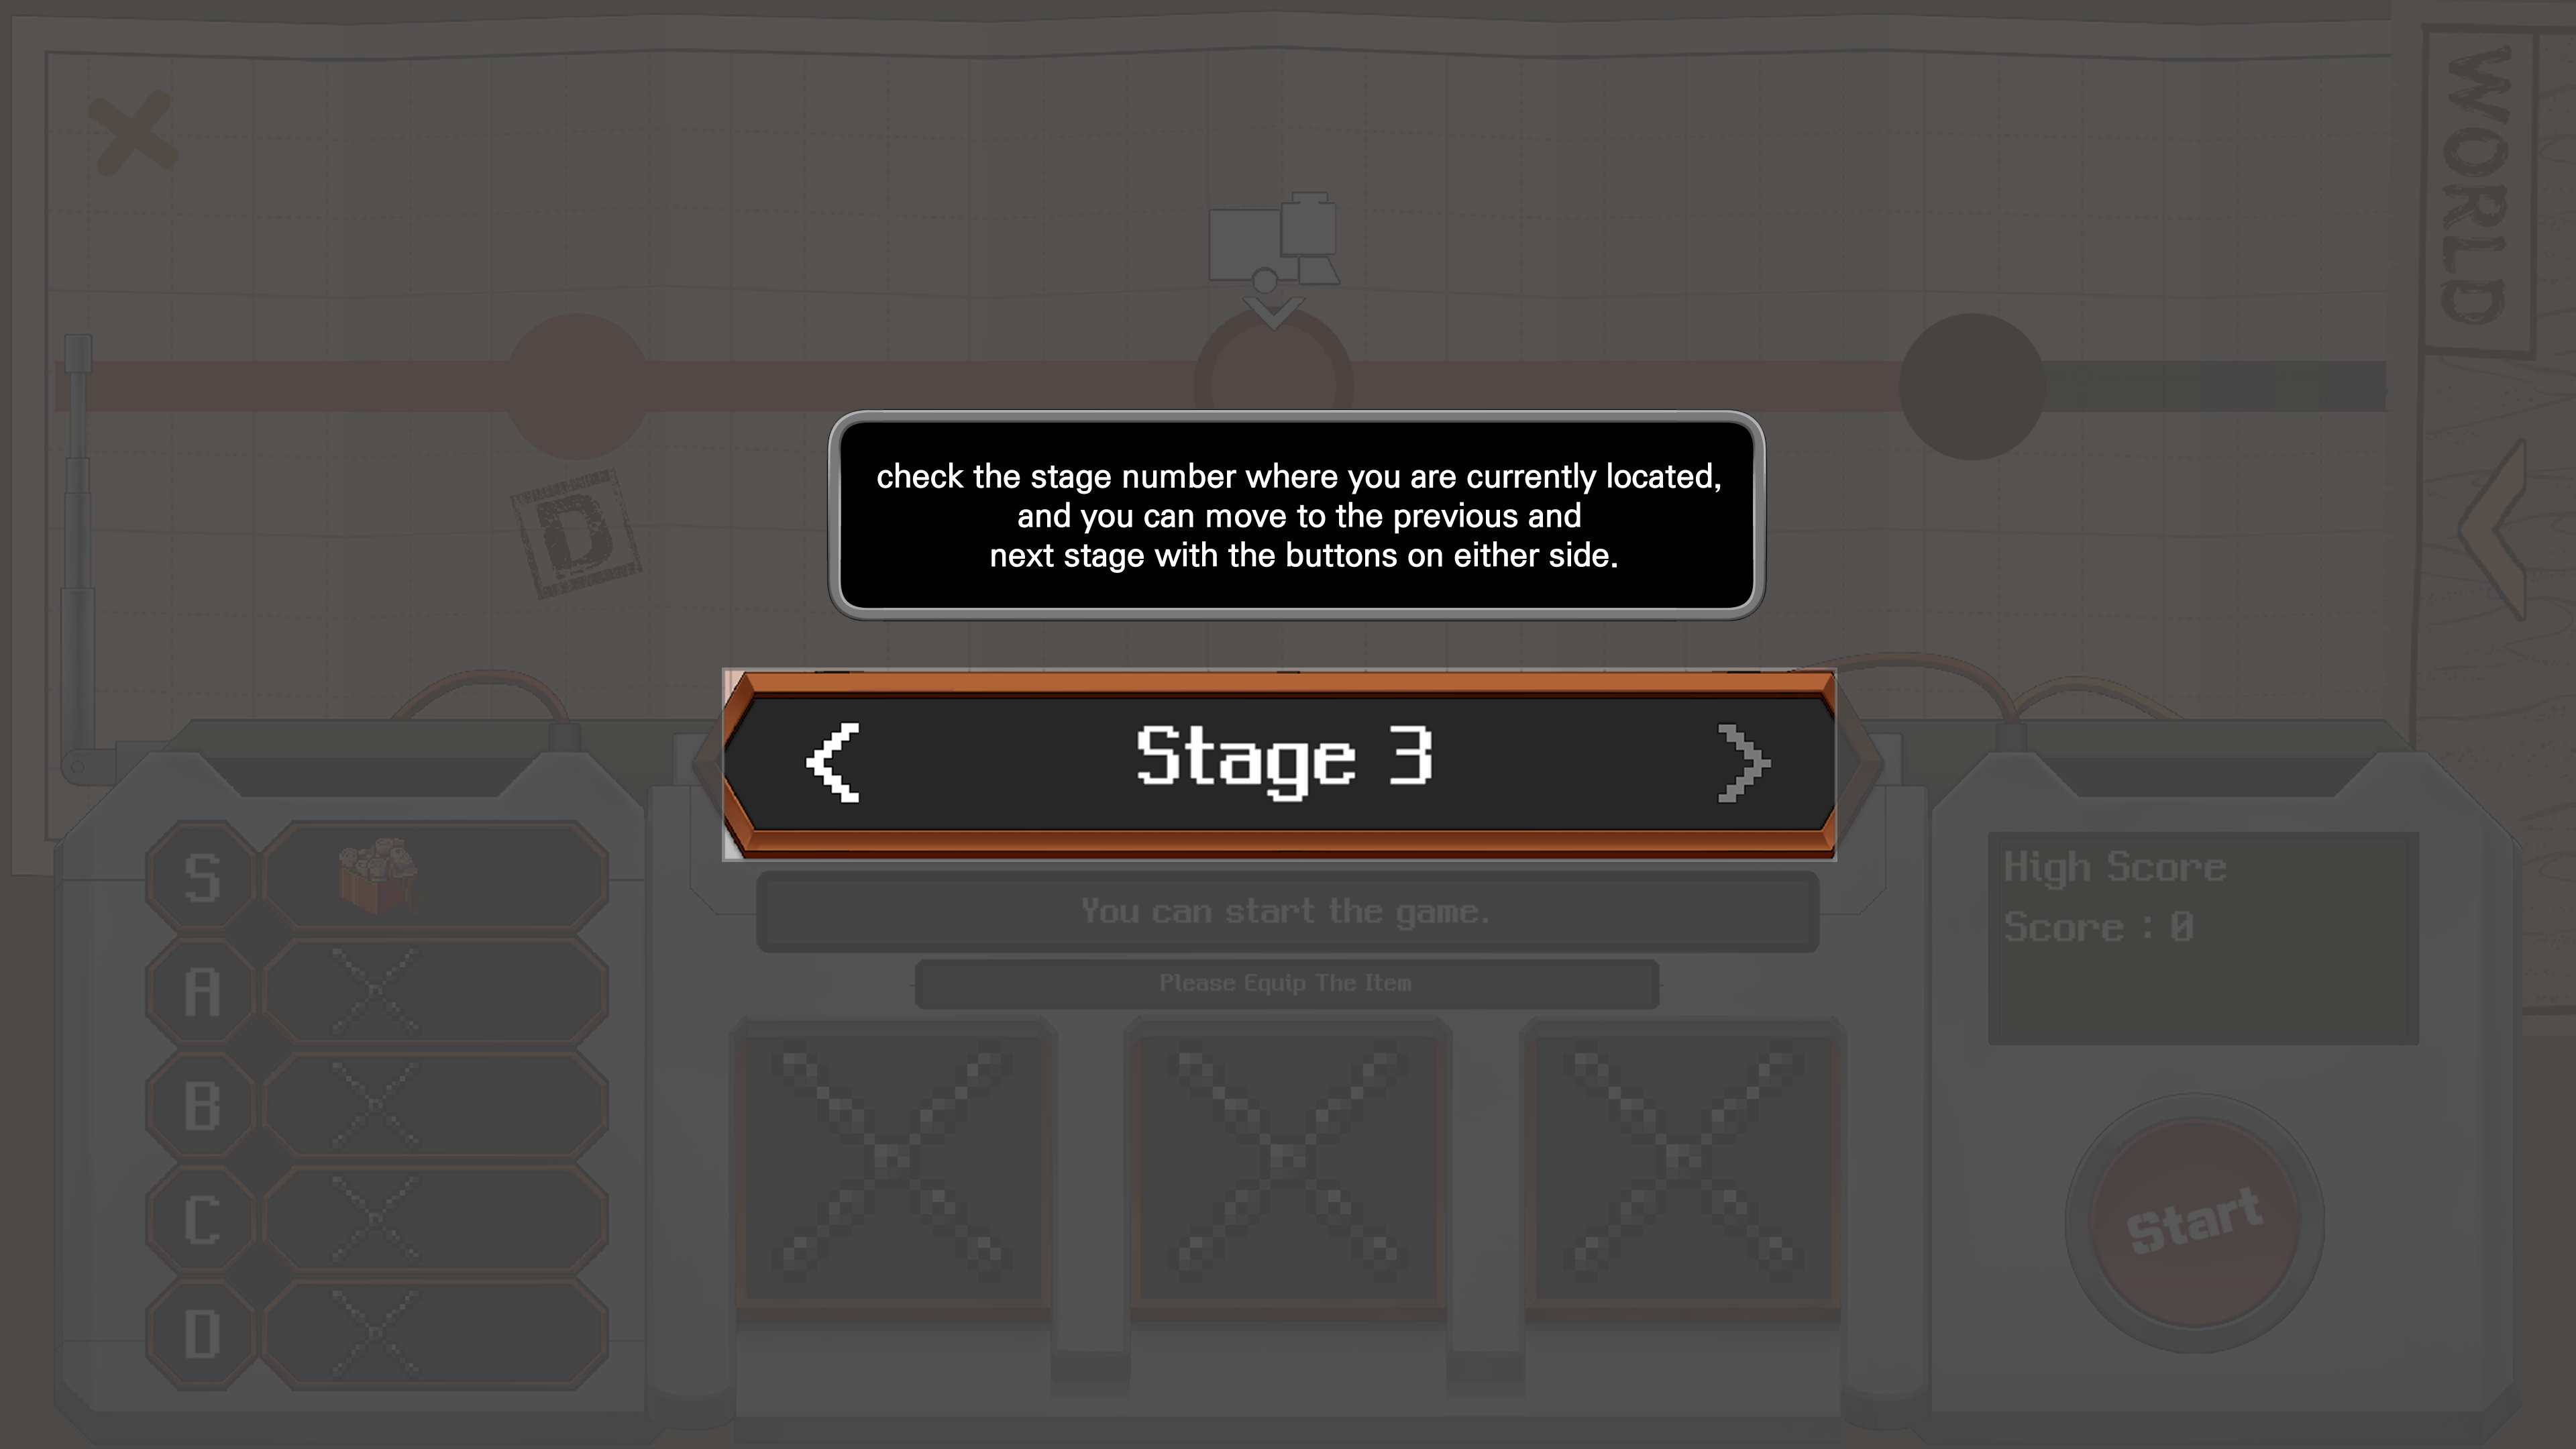 WORLD
D
check the stage number where you are currently located,
and you can move to the previous and
next stage with the buttons on either side.
Stage 3
S
A
B
C
D
You can start the game.
Please Equip The Item
High Score
Score : 0
Start